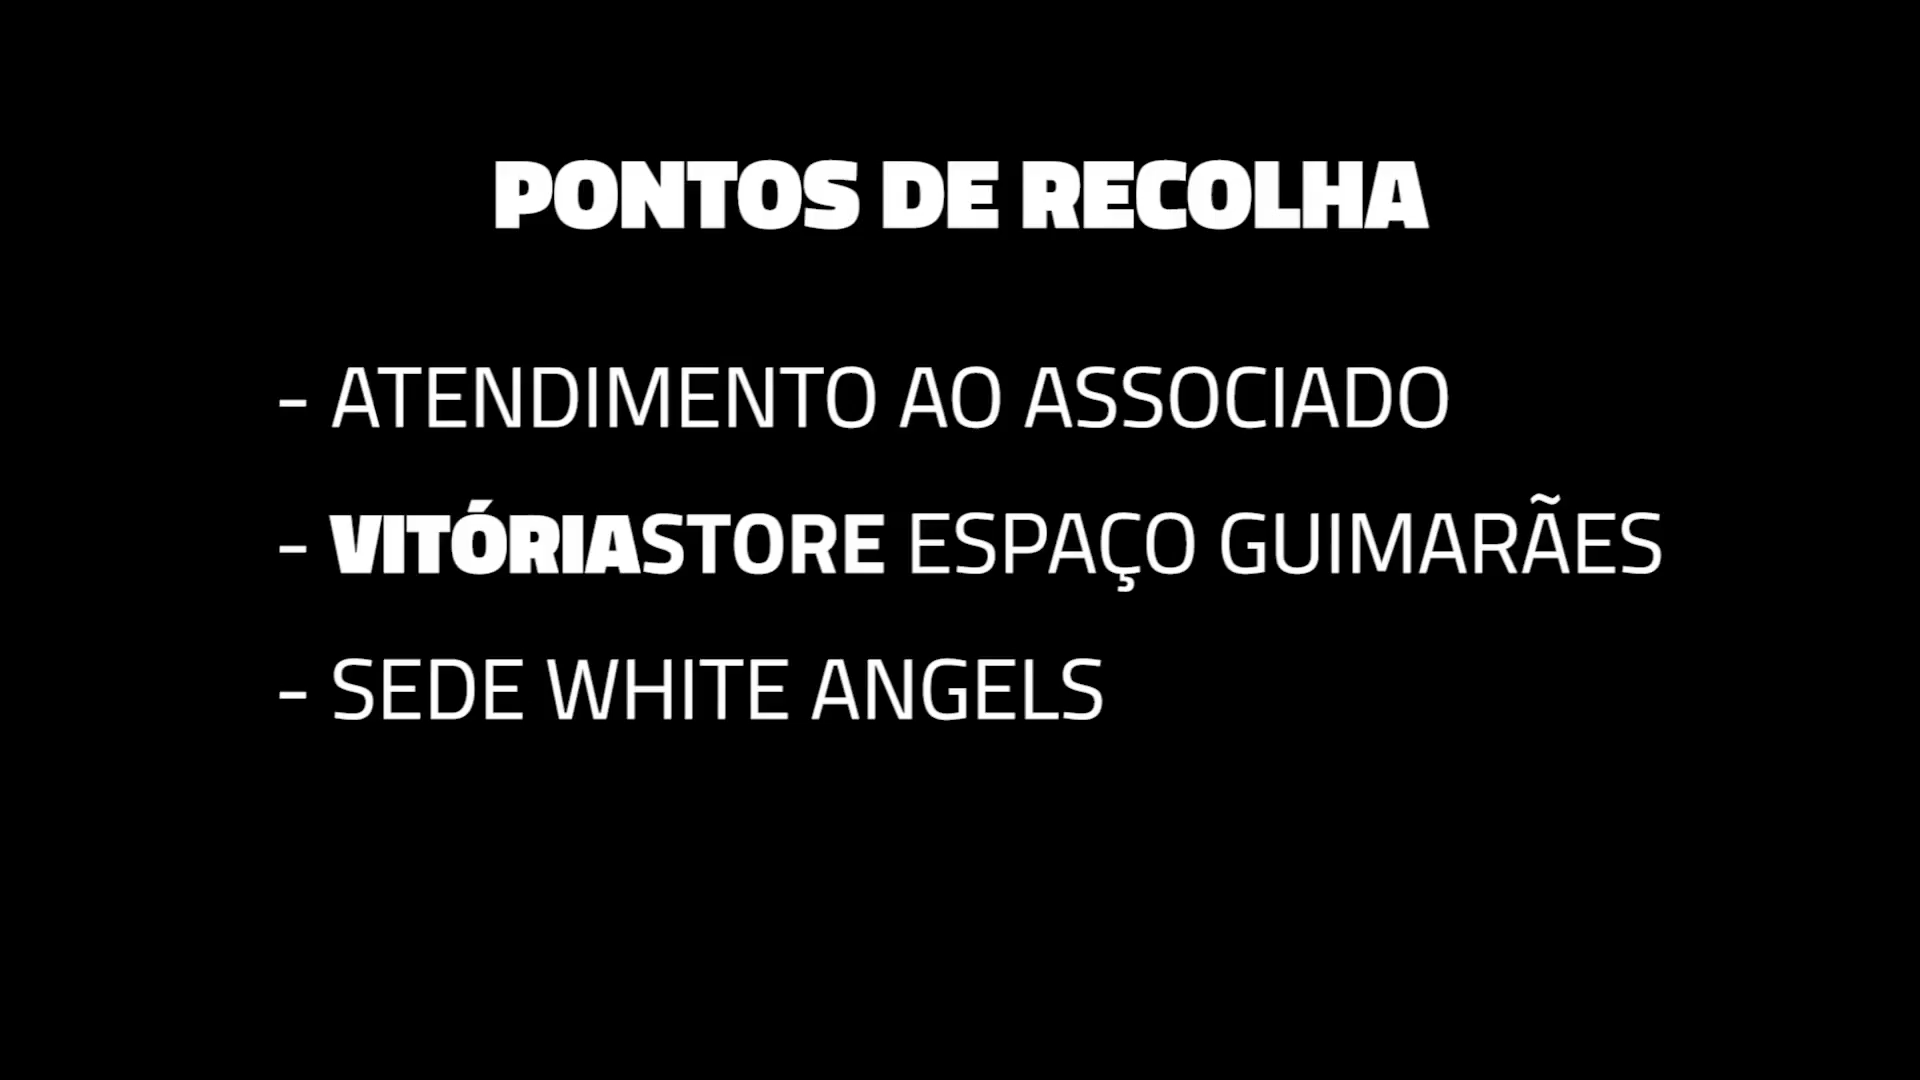 PONTOS DE RECOLHA
- ATENDIMENTO AO ASSOCIADO
- VITÓRIASTORE ESPAÇO GUIMARÃES
- SEDE WHITE ANGELS